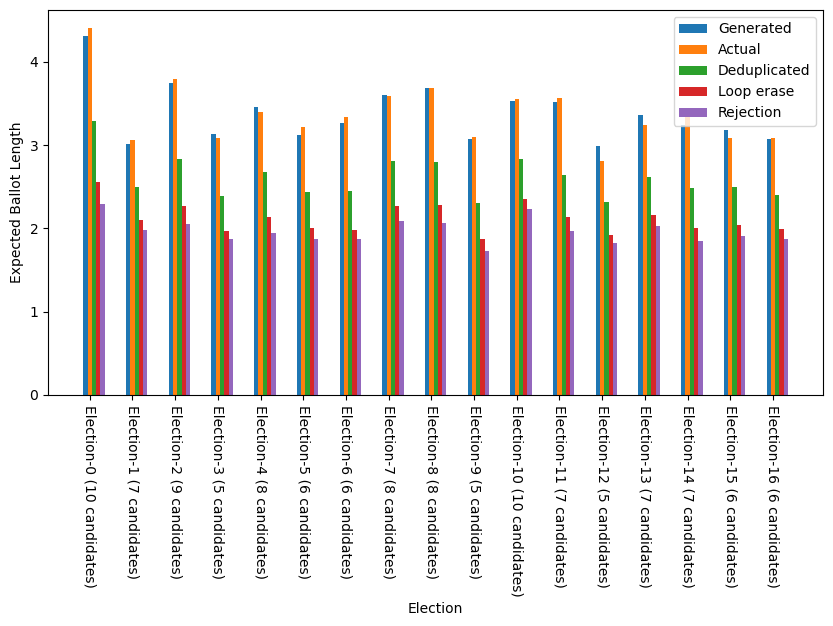 Generated
Actual
Deduplicated
Loop erase
Rejection
Expected Ballot Length
4
3
2
1
0
Election-0 (10 candidates)
Election-1 (7 candidates)
Election-2 (9 candidates)
Election-3 (5 candidates)
Election-4 (8 candidates)
Election-5 (6 candidates)
Election-6 (6 candidates)
Election-7 (8 candidates)
Election-8 (8 candidates)
Election-9 (5 candidates)
Election-10 (10 candidates)
Election-11 (7 candidates)
Election-12 (5 candidates)
Election-13 (7 candidates)
Election-14 (7 candidates)
Election-15 (6 candidates)
Election-16 (6 candidates)
Election